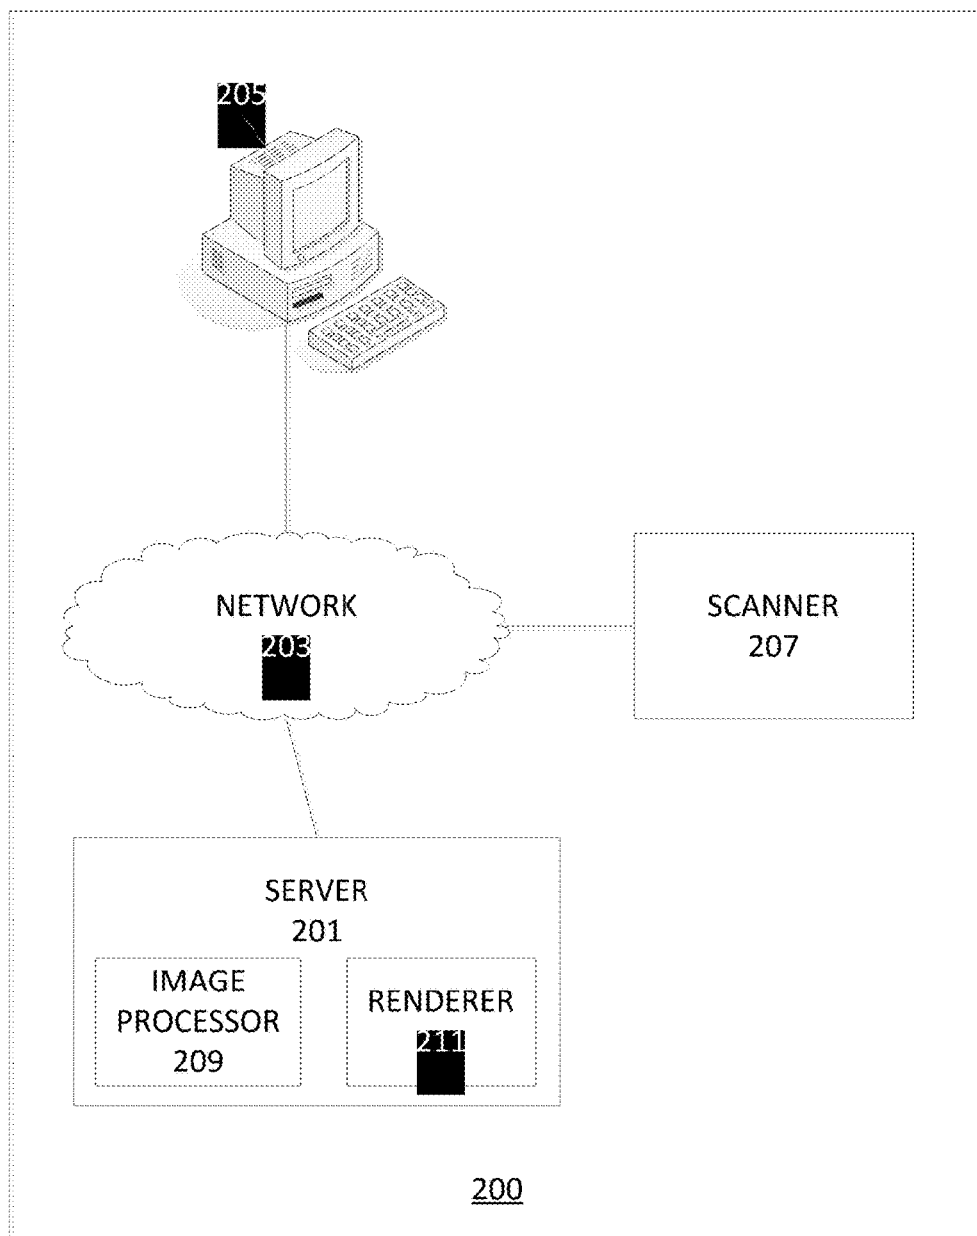 205
NETWORK
203
SCANNER
207
SERVER
201
IMAGE
PROCESSOR
209
RENDERER
211
200